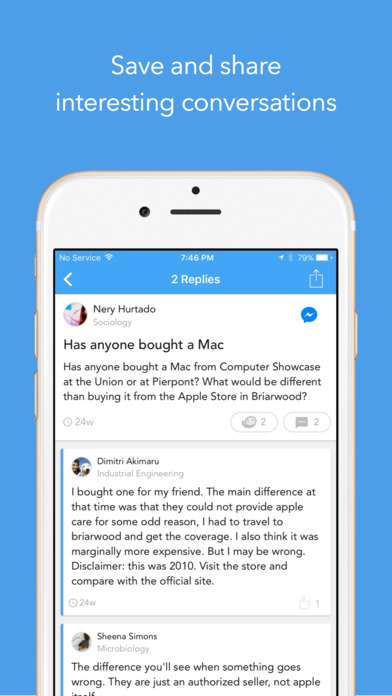 Save and share
interesting conversations
No Service 7:46 PM 79%
2 Replies
Nery Hurtado
Sociology
Has anyone bought a Mac
Has anyone bought a Mac from Computer Showcase
at the Union or at Pierpont? What would be different
than buying it from the Apple Store in Briarwood?
24w 2 2
Dimitri Akimaru
Industrial Engineering
I bought one for my friend. The main difference at
that time was that they could not provide apple
care for some odd reason, I had to travel to
briarwood and get the coverage. I also think it was
marginally more expensive. But I may be wrong.
Disclaimer: this was 2010. Visit the store and
compare with the official site.
24w 1
Sheena Simons
Microbiology
The difference you'll see when something goes
wrong. They are just an authorized seller, not apple
itself